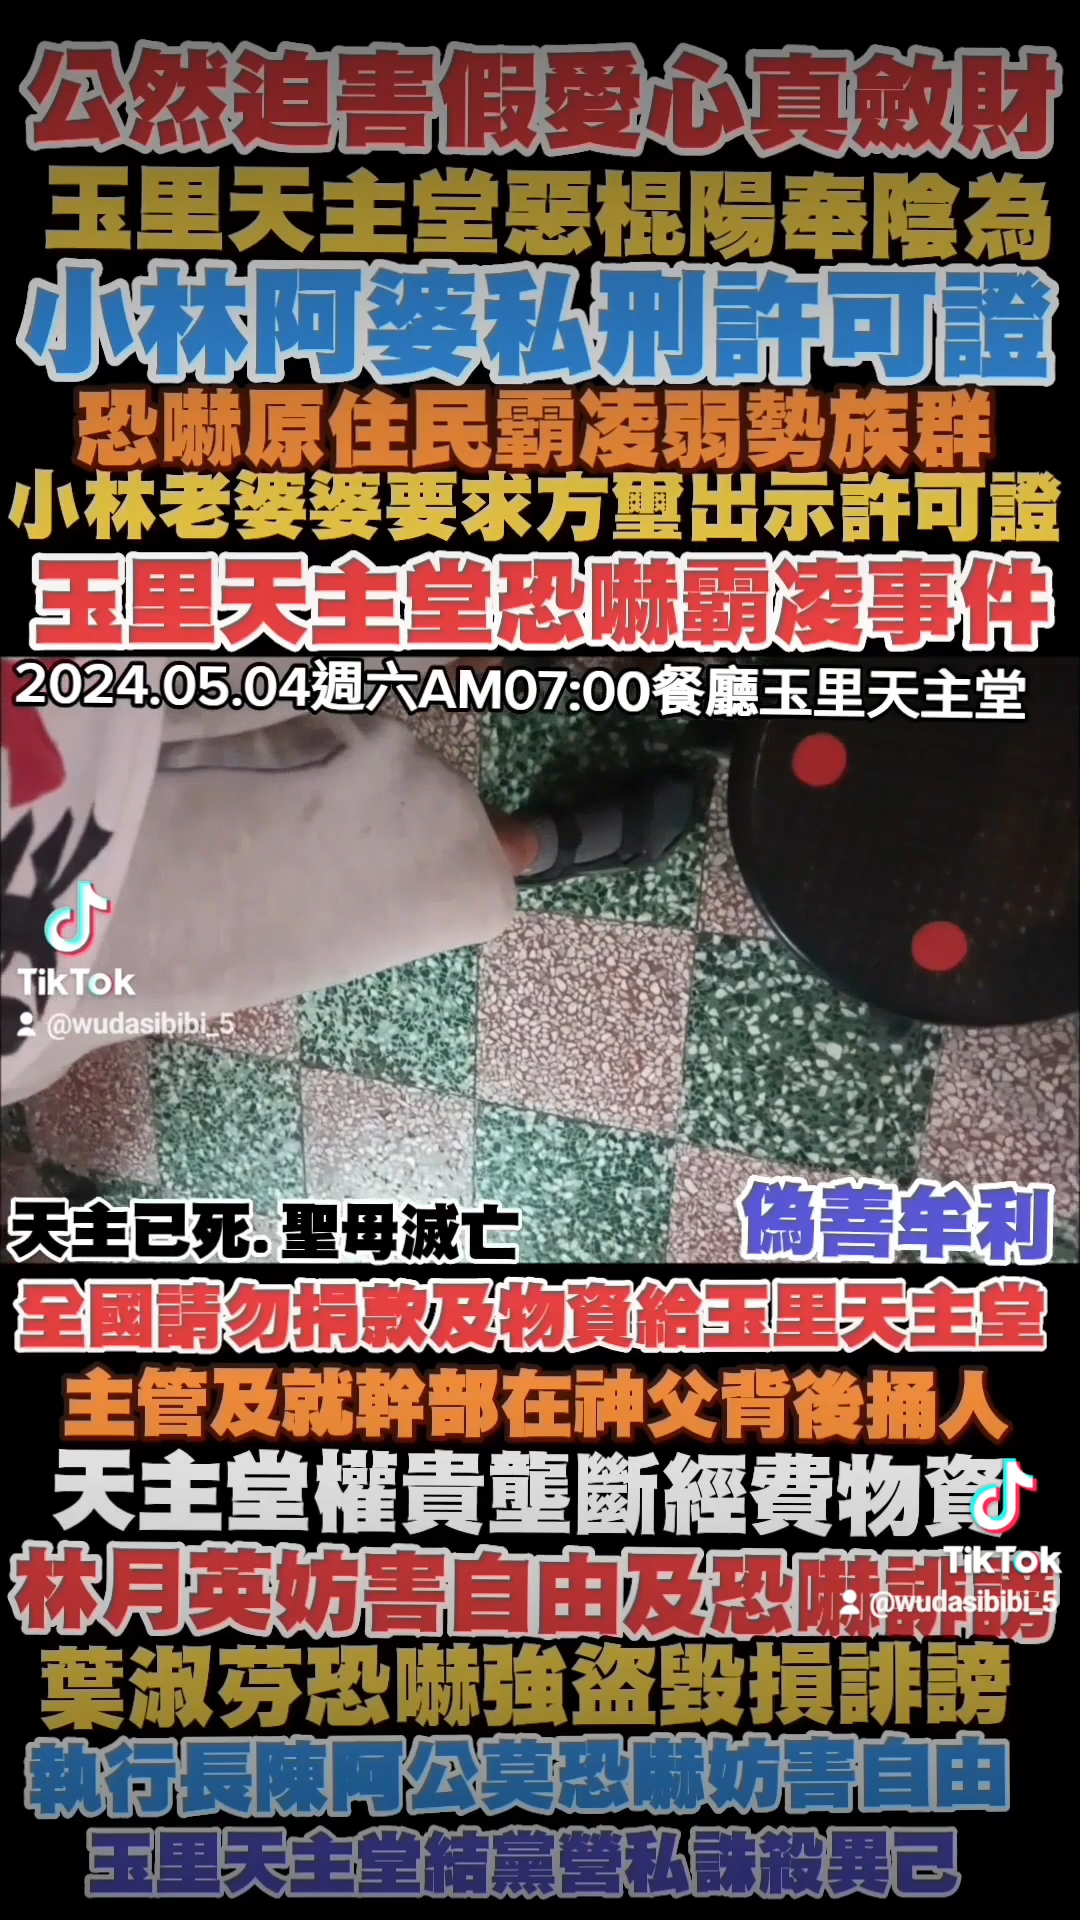 公然迫害假愛心真斂財
玉里天主堂惡棍陽奉陰為
小林阿婆私刑許可證
恐嚇原住民霸凌弱勢族群
小林老婆婆要求方璽出示許可證
玉里天主堂恐嚇霸凌事件
2024.05.04週六AM07:00餐廳玉里天主堂
TikTok
@wudasibibi_5
天主已死.聖母滅亡
偽善牟利
全國請勿捐款及物資給玉里天主堂
主管及就幹部在神父背後捅人
天主堂權貴壟斷經費物資
TikTok
林月英妨害自由及恐嚇誹謗
@wudasibibi_5
葉淑芬恐嚇強盜毀損誹謗
執行長陳阿公莫恐嚇妨害自由
玉里天主堂結黨營私誅殺異己